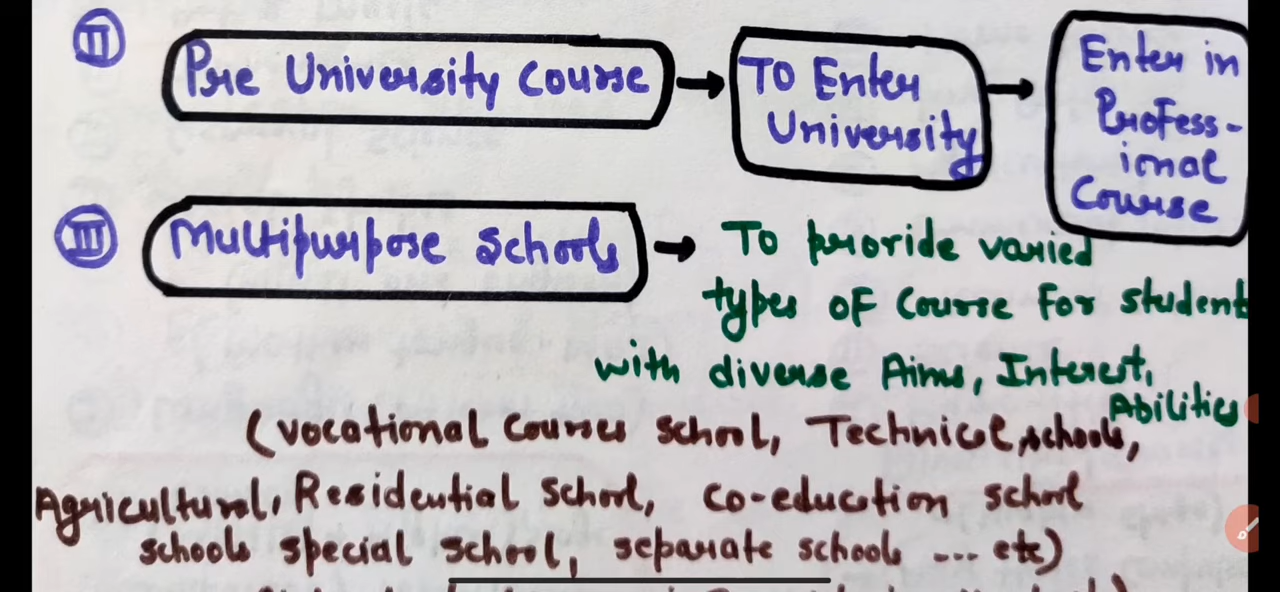 II
Pre University Course → To Enter University → Enter in Profess-ional Course
III
Multipurpose schools → To proride varied
types of Course For student
with diverse Aims, Interest,
Abilities
(vocational courses school, Technical schools,
Agricultural, Residential school, co-education school
schools special school, separate schools ... etc)